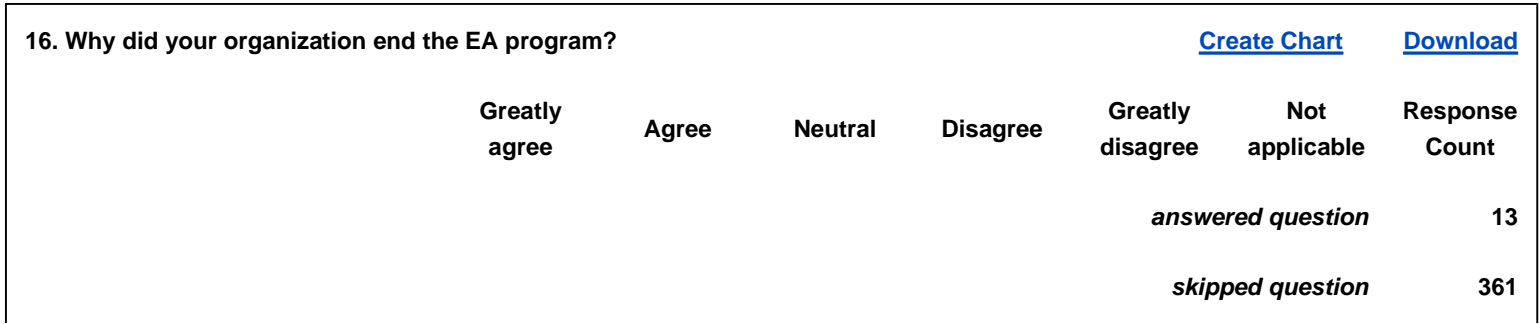 16. Why did your organization end the EA program? Create Chart Download
Greatly agree Agree Neutral Disagree Greatly disagree Not applicable Response Count
answered question 13
skipped question 361